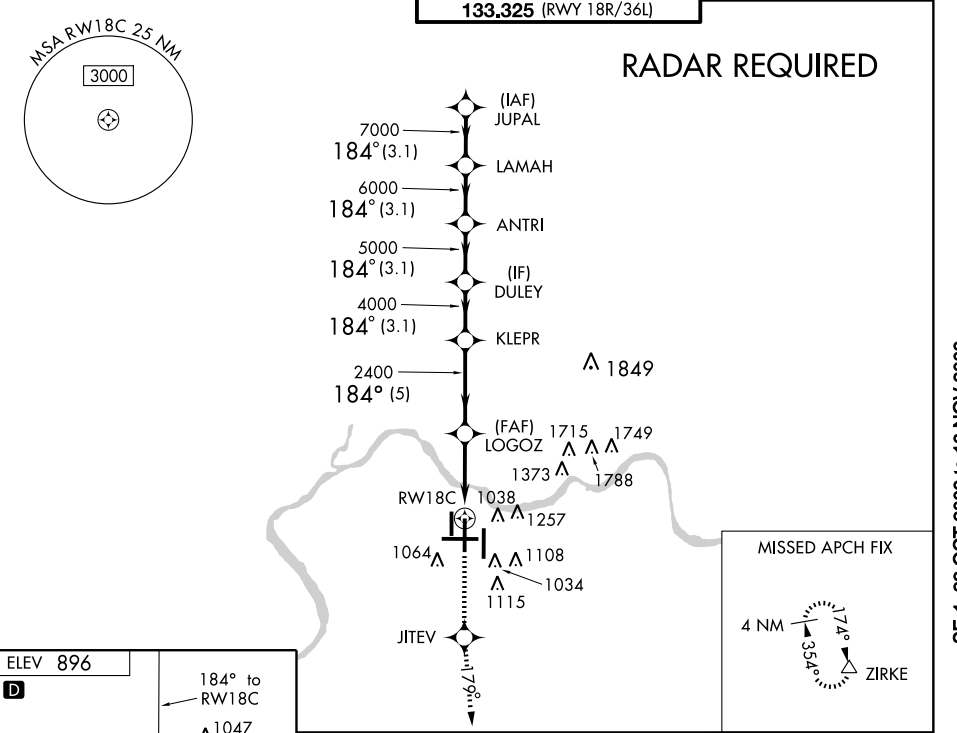 133.325 (RWY 18R/36L)
MSA RW18C 25 NM
3000
RADAR REQUIRED
(IAF)
JUPAL
7000
184° (3.1)
LAMAH
6000
184° (3.1)
ANTRI
5000
184° (3.1)
(IF)
DULEY
4000
184° (3.1)
KLEPR
1849
2400
184° (5)
(FAF)
LOGOZ
1715
1749
1373
1788
RW18C
1038
1257
1064
1108
1034
1115
MISSED APCH FIX
4 NM
174°
354°
ZIRKE
JITEV
179°
ELEV 896
D
184° to
RW18C
1047